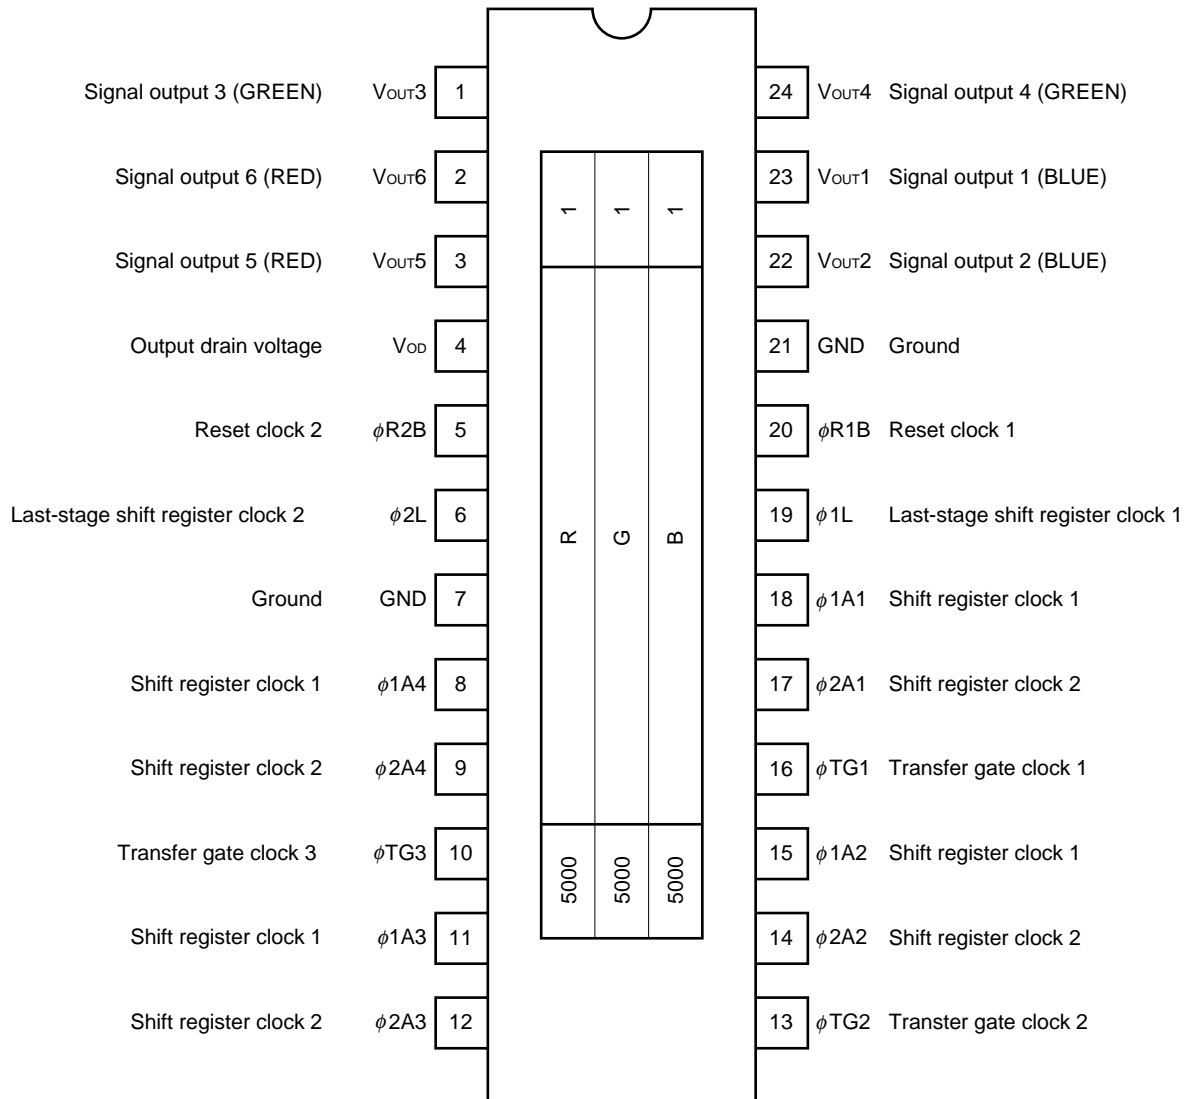 Signal output 3 (GREEN) VOUT3 1 24 VOUT4 Signal output 4 (GREEN)
Signal output 6 (RED) VOUT6 2 23 VOUT1 Signal output 1 (BLUE)
1 1 1
Signal output 5 (RED) VOUT5 3 22 VOUT2 Signal output 2 (BLUE)
Output drain voltage VOD 4 21 GND Ground
Reset clock 2 ϕR2B 5 20 ϕR1B Reset clock 1
Last-stage shift register clock 2 ϕ2L 6 19 ϕ1L Last-stage shift register clock 1
R G B
Ground GND 7 18 ϕ1A1 Shift register clock 1
Shift register clock 1 ϕ1A4 8 17 ϕ2A1 Shift register clock 2
Shift register clock 2 ϕ2A4 9 16 ϕTG1 Transfer gate clock 1
Transfer gate clock 3 ϕTG3 10 15 ϕ1A2 Shift register clock 1
5000 5000 5000
Shift register clock 1 ϕ1A3 11 14 ϕ2A2 Shift register clock 2
Shift register clock 2 ϕ2A3 12 13 ϕTG2 Transter gate clock 2